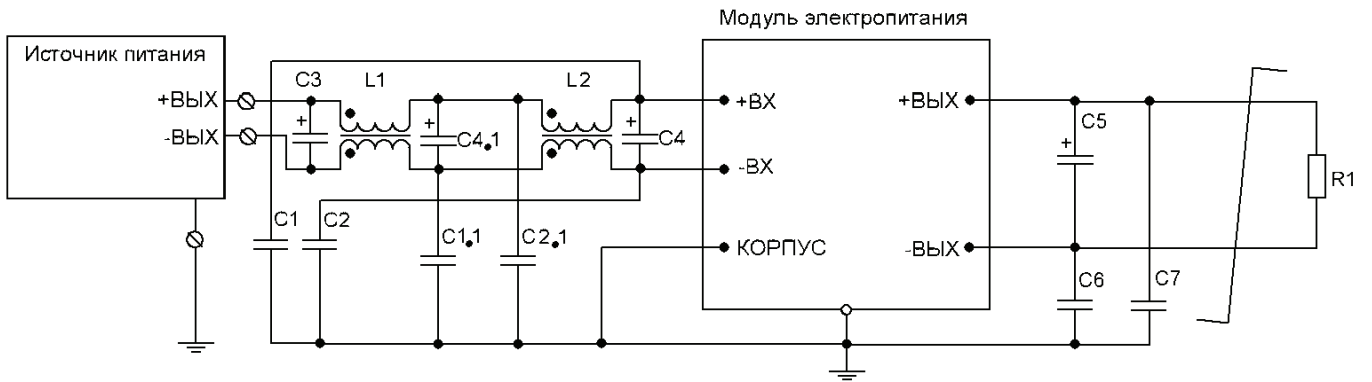 Модуль электропитания
Источник питания
+ВЫХ
-ВЫХ
C3
L1
L2
+
+
C4.1
+
C4
+ВХ
-ВХ
КОРПУС
+ВЫХ
-ВЫХ
C5
+
R1
C1
C2
C1.1
C2.1
C6
C7